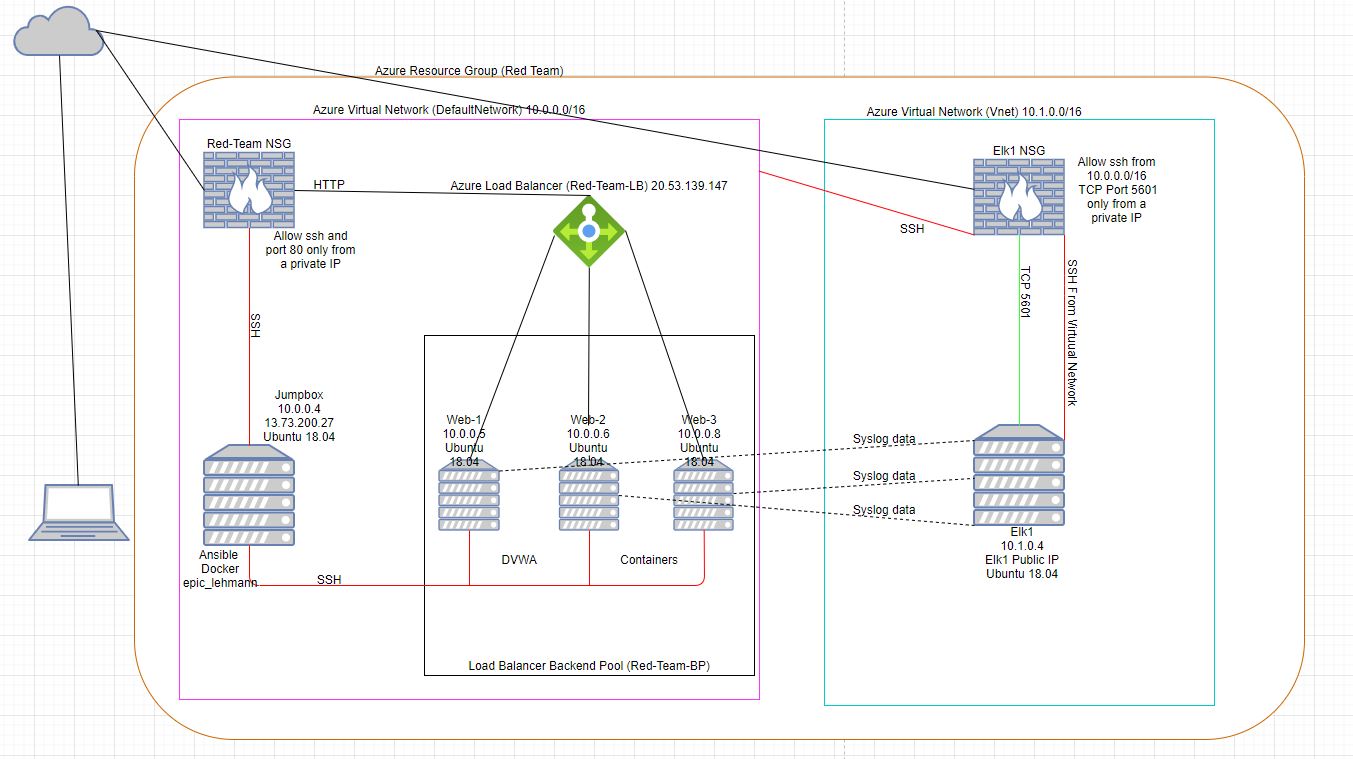 Azure Resource Group (Red Team)
Azure Virtual Network (DefaultNetwork) 10.0.0.0/16
Azure Virtual Network (Vnet) 10.1.0.0/16
Red-Team NSG
HTTP
Allow ssh and
port 80 only from
a private IP
Azure Load Balancer (Red-Team-LB) 20.53.139.147
SSH
Elk1 NSG
Allow ssh from
10.0.0.0/16
TCP Port 5601
only from a
private IP
SSH
TCP 5601
SSH From Virtuual Network
Jumpbox
10.0.0.4
13.73.200.27
Ubuntu 18.04
Web-1
10.0.0.5
Ubuntu
18.04
Web-2
10.0.0.6
Ubuntu
18.04
Web-3
10.0.0.8
Ubuntu
18.04
Syslog data
Syslog data
Syslog data
Ansible
Docker
epic_lehmann
SSH
DVWA
Containers
Elk1
10.1.0.4
Elk1 Public IP
Ubuntu 18.04
Load Balancer Backend Pool (Red-Team-BP)